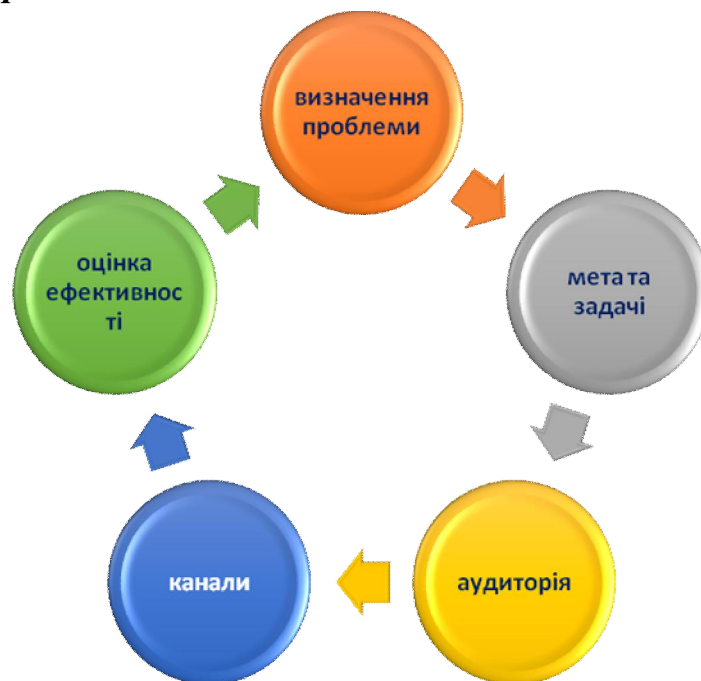 визначення
проблеми
мета та
задачі
аудиторія
канали
оцінка
ефективнос
ті